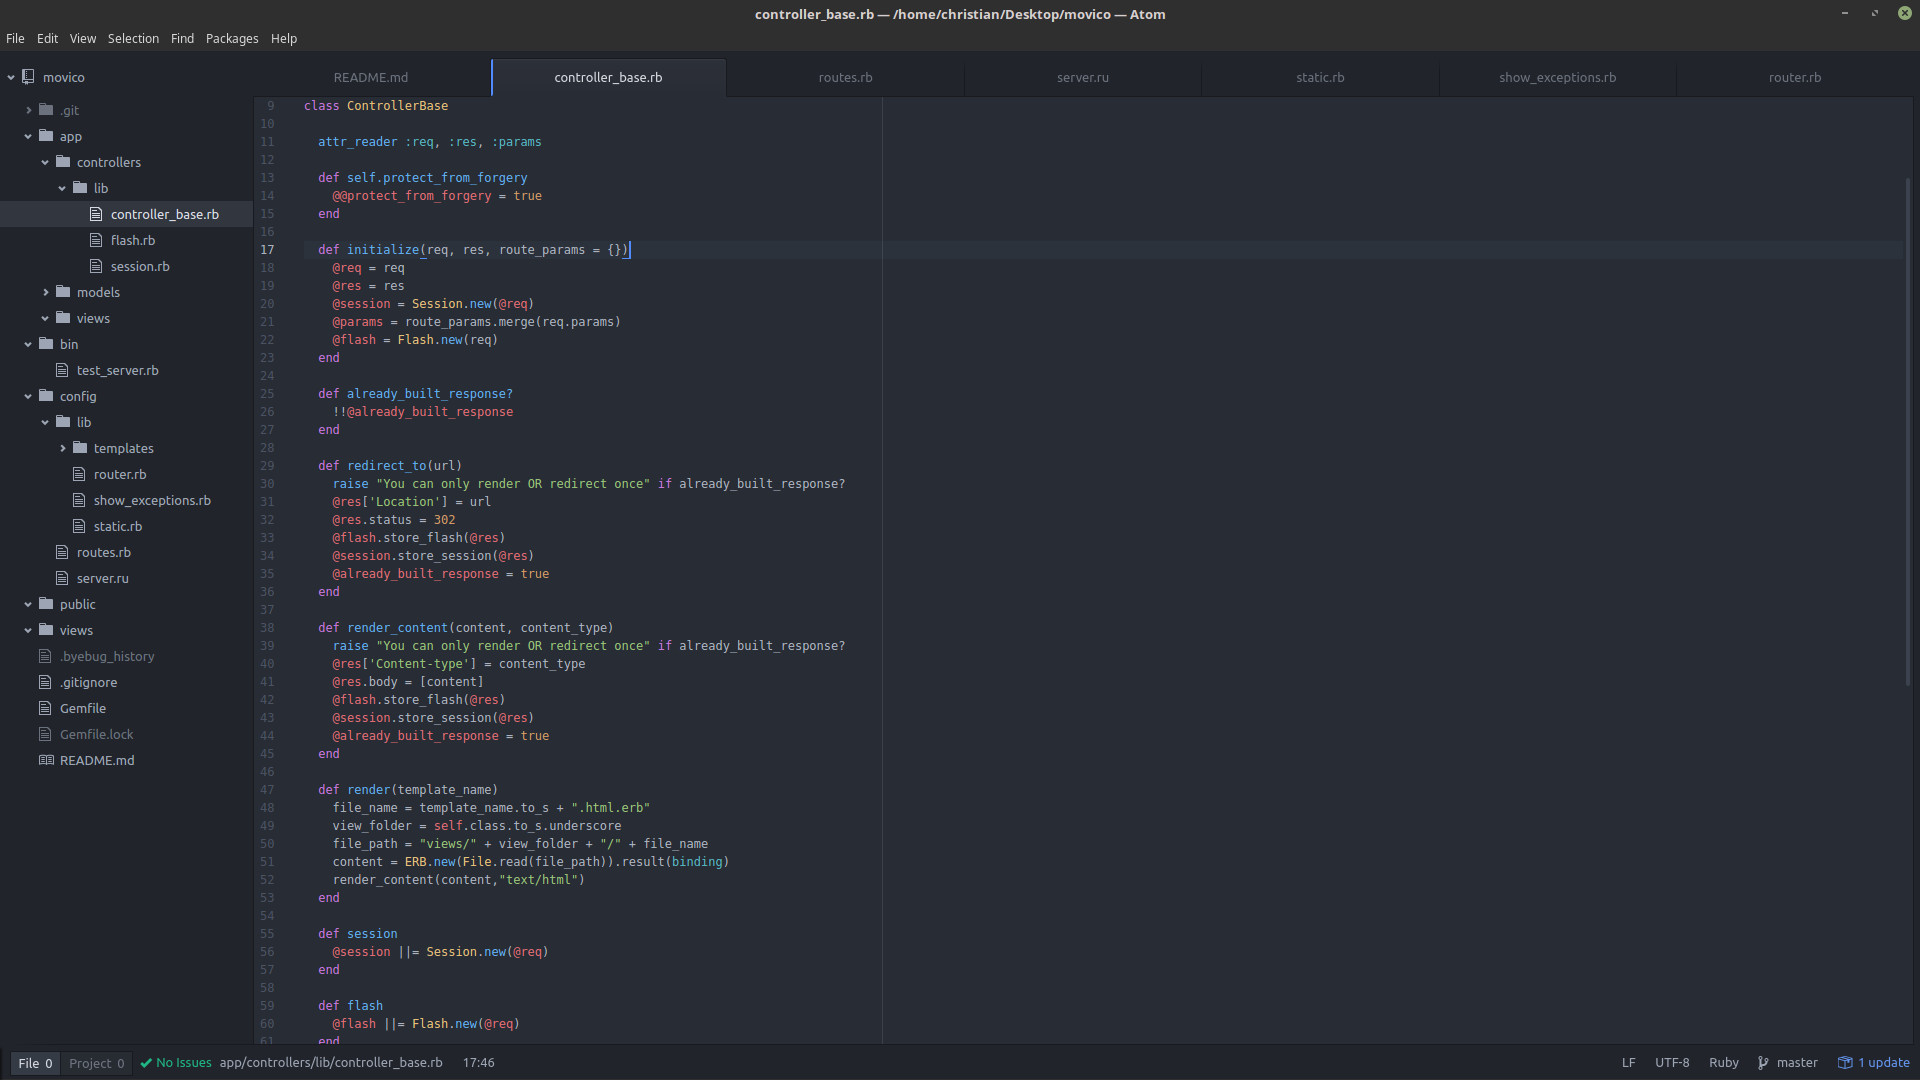 controller_base.rb — /home/christian/Desktop/movico — Atom
File Edit View Selection Find Packages Help
movico
.git
app
controllers
lib
controller_base.rb
flash.rb
session.rb
models
views
bin
test_server.rb
config
lib
templates
router.rb
show_exceptions.rb
static.rb
routes.rb
server.ru
public
views
.byebug_history
.gitignore
Gemfile
Gemfile.lock
README.md
README.md controller_base.rb routes.rb server.ru static.rb show_exceptions.rb router.rb
9 class ControllerBase
10
11   attr_reader :req, :res, :params
12
13   def self.protect_from_forgery
14     @@protect_from_forgery = true
15   end
16
17   def initialize(req, res, route_params = {})
18     @req = req
19     @res = res
20     @session = Session.new(@req)
21     @params = route_params.merge(req.params)
22     @flash = Flash.new(req)
23   end
24
25   def already_built_response?
26     !!@already_built_response
27   end
28
29   def redirect_to(url)
30     raise "You can only render OR redirect once" if already_built_response?
31     @res['Location'] = url
32     @res.status = 302
33     @flash.store_flash(@res)
34     @session.store_session(@res)
35     @already_built_response = true
36   end
37
38   def render_content(content, content_type)
39     raise "You can only render OR redirect once" if already_built_response?
40     @res['Content-type'] = content_type
41     @res.body = [content]
42     @flash.store_flash(@res)
43     @session.store_session(@res)
44     @already_built_response = true
45   end
46
47   def render(template_name)
48     file_name = template_name.to_s + ".html.erb"
49     view_folder = self.class.to_s.underscore
50     file_path = "views/" + view_folder + "/" + file_name
51     content = ERB.new(File.read(file_path)).result(binding)
52     render_content(content,"text/html")
53   end
54
55   def session
56     @session ||= Session.new(@req)
57   end
58
59   def flash
60     @flash ||= Flash.new(@req)
61   end
File 0 Project 0 No Issues app/controllers/lib/controller_base.rb 17:46 LF UTF-8 Ruby master 1 update